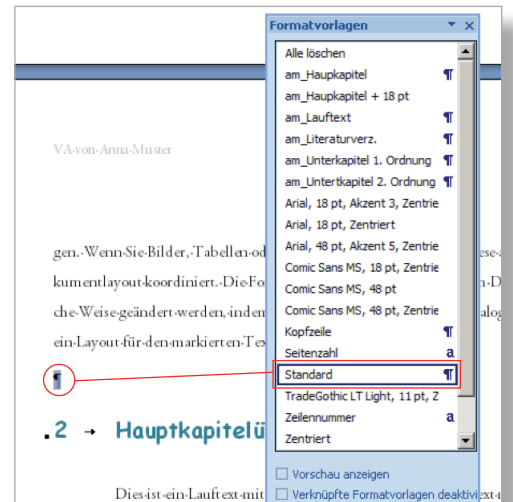 Formatvorlagen
Alle löschen
am_Haupkapitel ¶
am_Haupkapitel + 18 pt
am_Lauftext ¶
am_Literaturverz. ¶
am_Unterkapitel 1. Ordnung ¶
am_Untertkapitel 2. Ordnung ¶
Arial, 18 pt, Akzent 3, Zentrie
Arial, 18 pt, Zentriert
Arial, 48 pt, Akzent 5, Zentrie
Comic Sans MS, 18 pt, Zentrie
Comic Sans MS, 48 pt
Comic Sans MS, 48 pt, Zentrie
Kopfzeile ¶
Seitenzahl a
Standard ¶
TradeGothic LT Light, 11 pt, Z
Zeilennummer a
Zentriert
Vorschau anzeigen
Verknüpfte Formatvorlagen deaktivi
VA·von·Anna·Muster
gen.·Wenn·Sie·Bilder,·Tabellen·od
kumentlayout·koordiniert.·Die·Fo
che·Weise·geändert·werden,·inden
ein·Layout·für·den·markierten·Tex
¶
.2 → Hauptkapitelü
Dies·ist·ein·Lauftext·mit